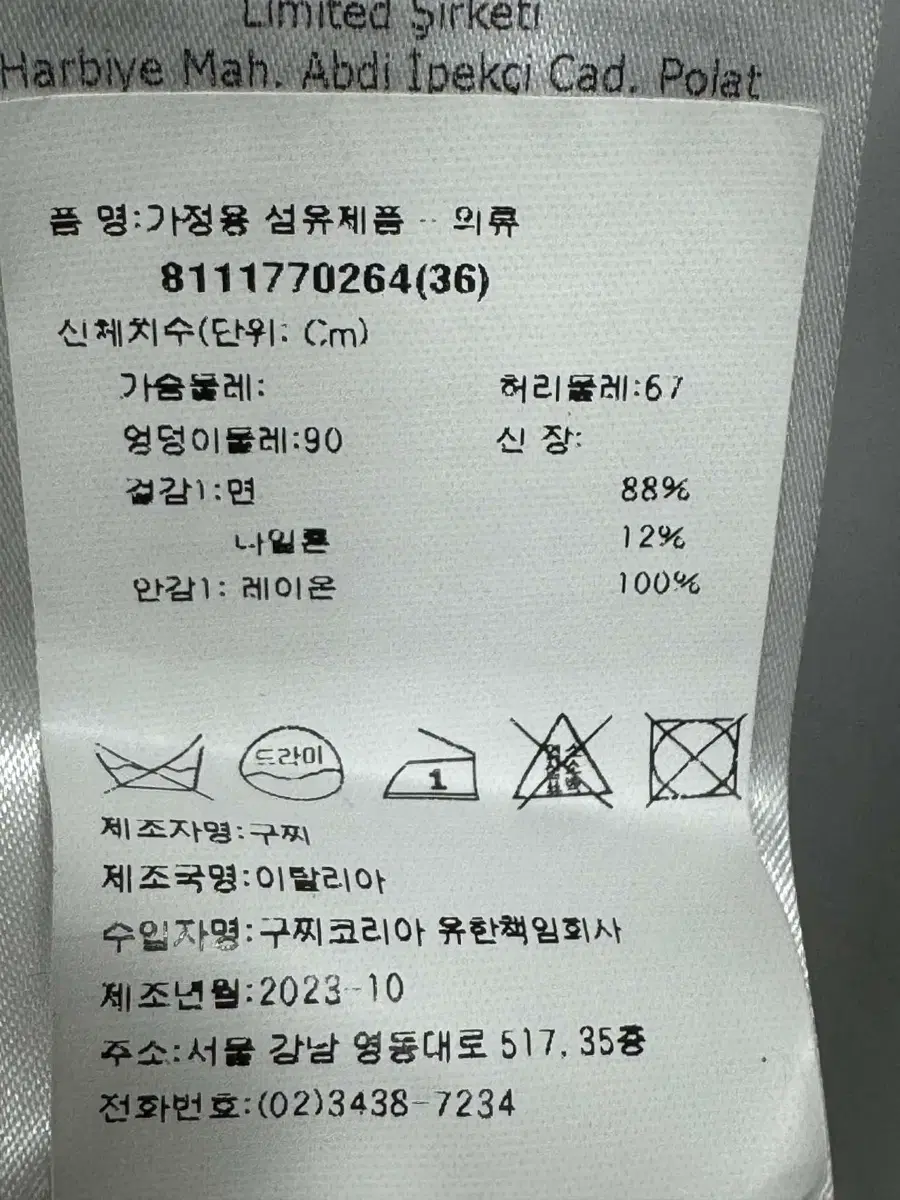 Limited Şirketi
Harbiye Mah. Abdi İpekçi Cad. Polat
품 명:가정용 섬유제품 - 의류
8111770264(36)
신체치수(단위: Cm)
가슴둘레: 허리둘레:67
엉덩이둘레:90 신 장:
겉감1:면 88%
나일론 12%
안감1: 레이온 100%
드라이
1
염소 산소 표백
제조자명:구찌
제조국명:이탈리아
수입자명:구찌코리아 유한책임회사
제조년월:2023-10
주소:서울 강남 영동대로 517, 35층
전화번호:(02)3438-7234